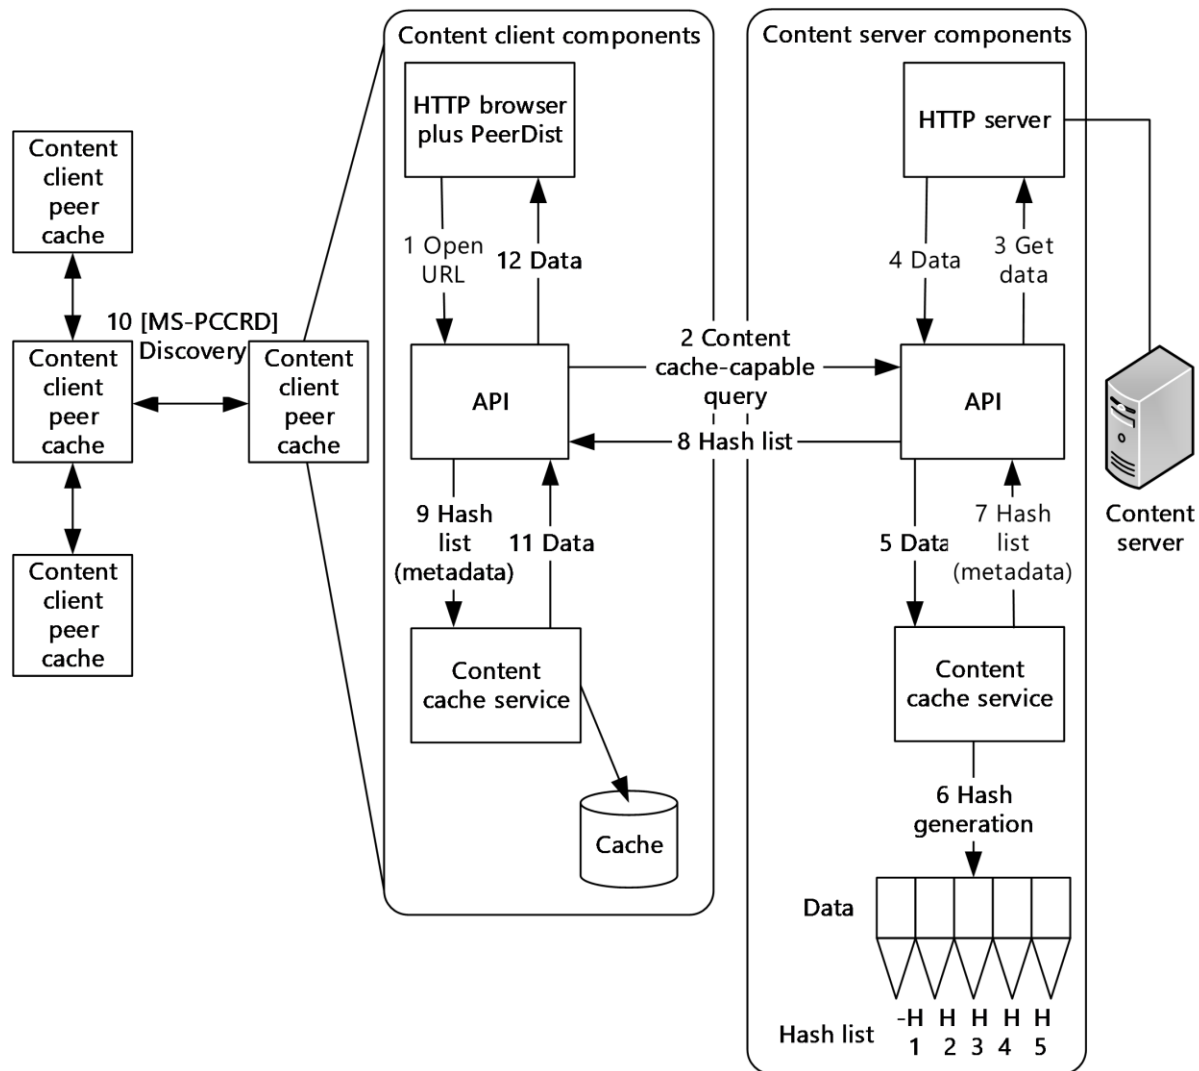 Content client components
Content server components
HTTP browser
plus PeerDist
HTTP server
Content
client
peer
cache
1 Open
URL
12 Data
4 Data
3 Get
data
10 [MS-PCCRD]
Discovery
Content
client
peer
cache
Content
client
peer
cache
API
2 Content
cache-capable
query
API
8 Hash list
9 Hash
list
(metadata)
11 Data
5 Data
7 Hash
list
(metadata)
Content
server
Content
client
peer
cache
Content
cache service
Content
cache service
6 Hash
generation
Cache
Data
Hash list
-H H H H H
1 2 3 4 5